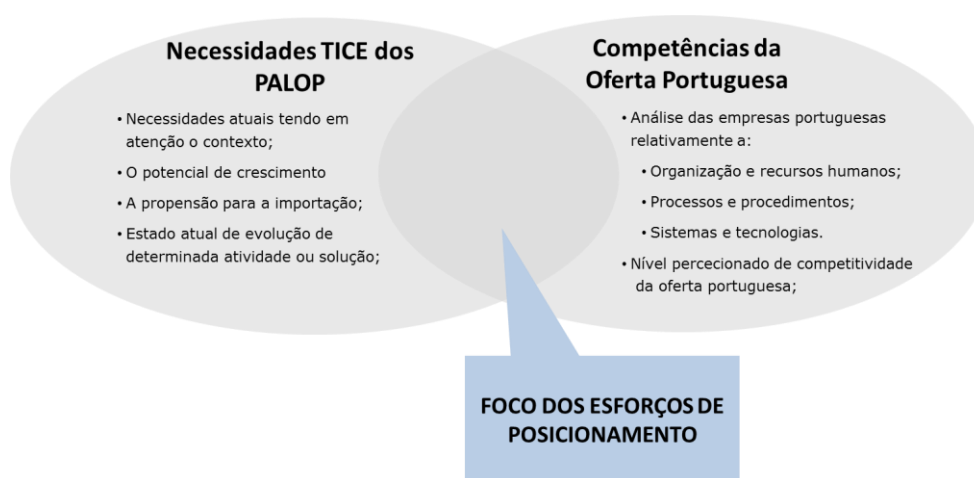 Necessidades TICE dos
PALOP
• Necessidades atuais tendo em
atenção o contexto;
• O potencial de crescimento
• A propensão para a importação;
• Estado atual de evolução de
determinada atividade ou solução;
Competências da
Oferta Portuguesa
• Análise das empresas portuguesas
relativamente a:
• Organização e recursos humanos;
• Processos e procedimentos;
• Sistemas e tecnologias.
• Nível percecionado de competitividade
da oferta portuguesa;
FOCO DOS ESFORÇOS DE
POSICIONAMENTO